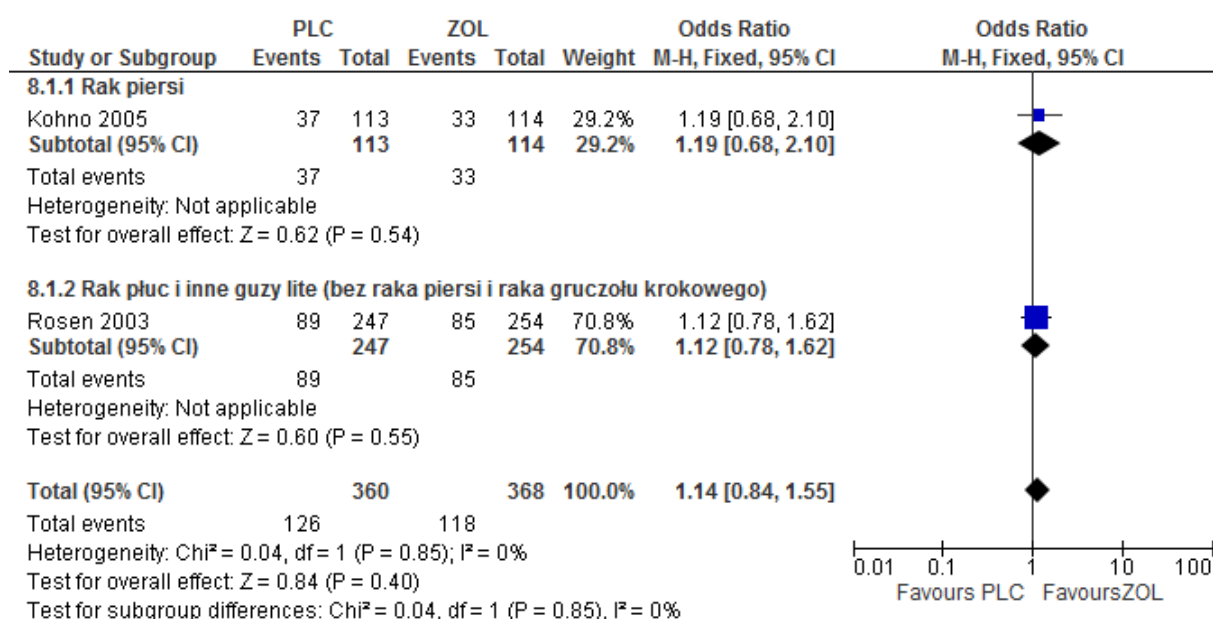 PLC ZOL Odds Ratio Odds Ratio
Study or Subgroup Events Total Events Total Weight M-H, Fixed, 95% CI M-H, Fixed, 95% CI
8.1.1 Rak piersi
Kohno 2005 37 113 33 114 29.2% 1.19 [0.68, 2.10]
Subtotal (95% CI) 113 114 29.2% 1.19 [0.68, 2.10]
Total events 37 33
Heterogeneity: Not applicable
Test for overall effect: Z = 0.62 (P = 0.54)
8.1.2 Rak płuc i inne guzy lite (bez raka piersi i raka gruczołu krokowego)
Rosen 2003 89 247 85 254 70.8% 1.12 [0.78, 1.62]
Subtotal (95% CI) 247 254 70.8% 1.12 [0.78, 1.62]
Total events 89 85
Heterogeneity: Not applicable
Test for overall effect: Z = 0.60 (P = 0.55)
Total (95% CI) 360 368 100.0% 1.14 [0.84, 1.55]
Total events 126 118
Heterogeneity: Chi² = 0.04, df = 1 (P = 0.85); I² = 0%
Test for overall effect: Z = 0.84 (P = 0.40)
Test for subgroup differences: Chi² = 0.04, df = 1 (P = 0.85), I² = 0%
0.01 0.1 1 10 100
Favours PLC FavoursZOL